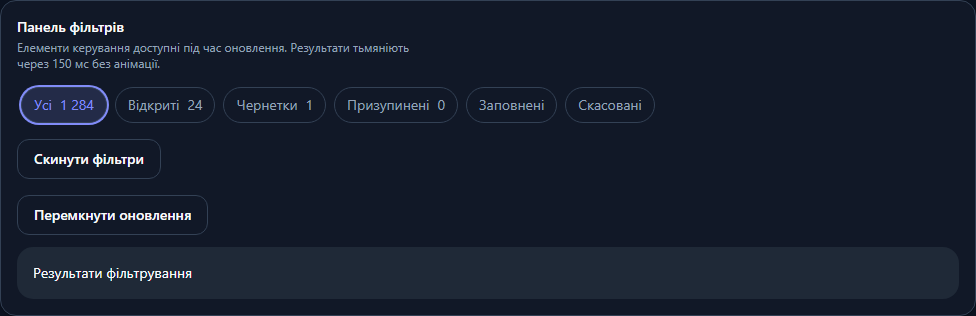 Панель фільтрів
Елементи керування доступні під час оновлення. Результати тьмяніють
через 150 мс без анімації.
Усі 1 284 Відкриті 24 Чернетки 1 Призупинені 0 Заповнені Скасовані
Скинути фільтри
Перемкнути оновлення
Результати фільтрування